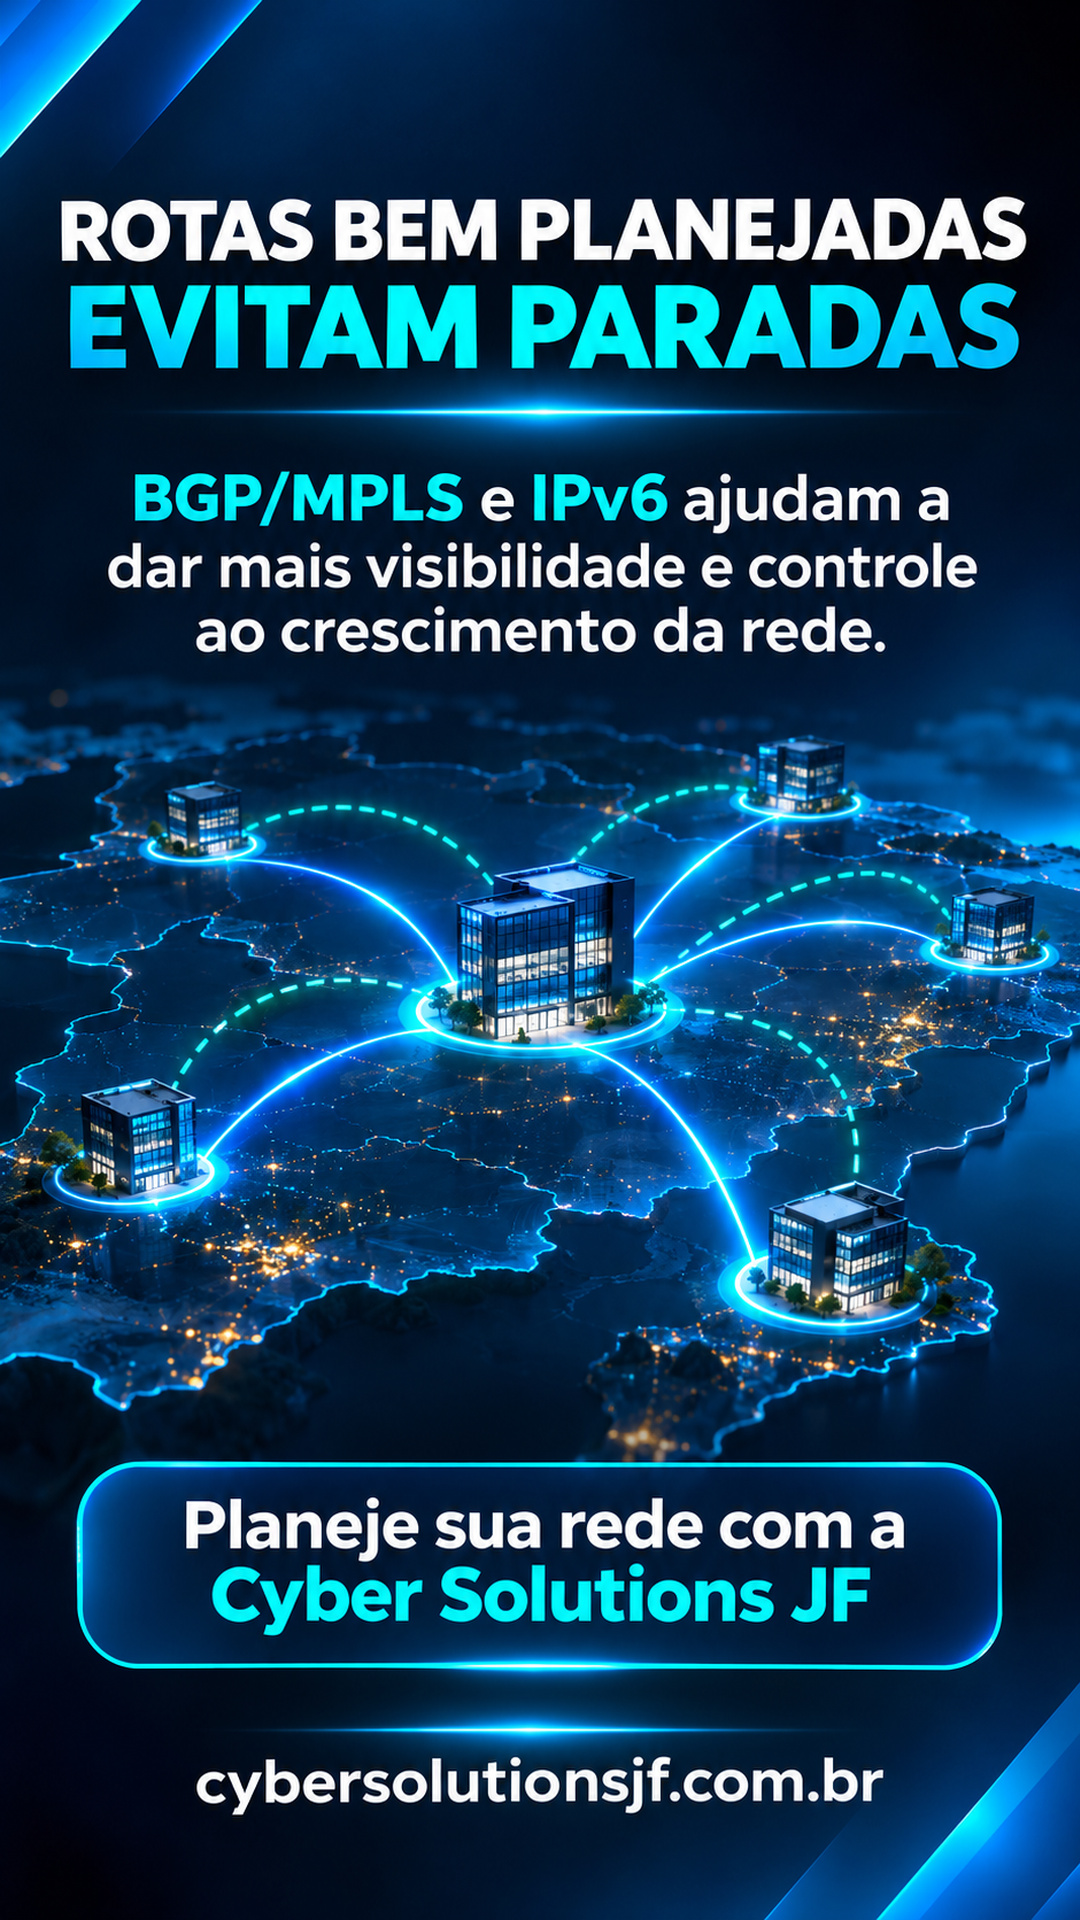 ROTAS BEM PLANEJADAS
EVITAM PARADAS
BGP/MPLS e IPv6 ajudam a
dar mais visibilidade e controle
ao crescimento da rede.
Planeje sua rede com a
Cyber Solutions JF
cybersolutionsjf.com.br